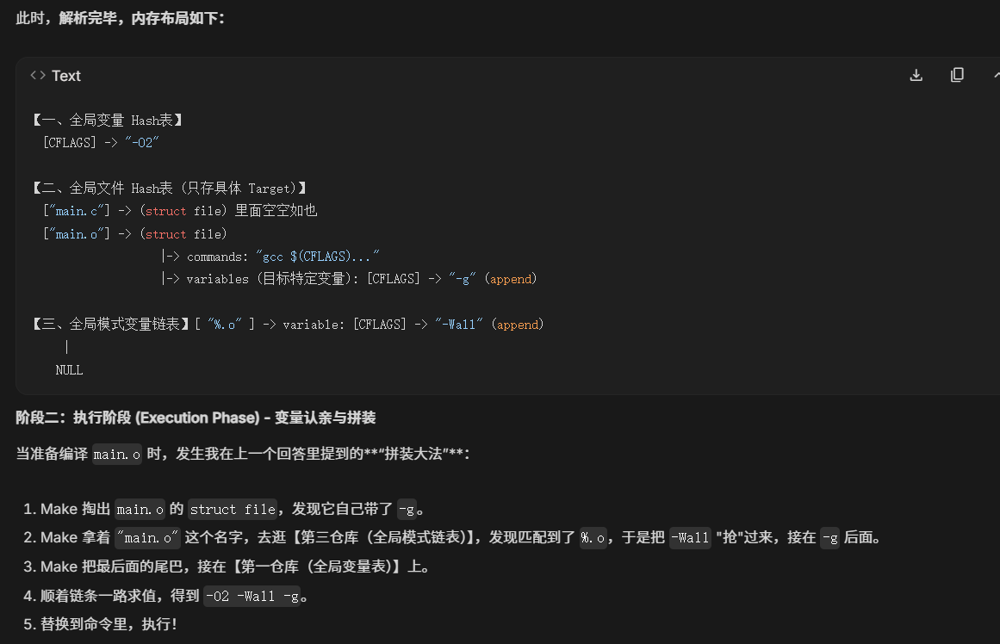 此时，解析完毕，内存布局如下：
<> Text
【一、全局变量 Hash表】
[CFLAGS] -> "-O2"
【二、全局文件 Hash表 (只存具体 Target)】
["main.c"] -> (struct file) 里面空空如也
["main.o"] -> (struct file)
|-> commands: "gcc $(CFLAGS)..."
|-> variables (目标特定变量): [CFLAGS] -> "-g" (append)
【三、全局模式变量链表】[ "%.o" ] -> variable: [CFLAGS] -> "-Wall" (append)
|
NULL
阶段二：执行阶段 (Execution Phase) - 变量认亲与拼装
当准备编译 main.o 时，发生我在上一个回答里提到的**“拼装大法”**：
1. Make 掏出 main.o 的 struct file，发现它自己带了 -g。
2. Make 拿着 "main.o" 这个名字，去逛【第三仓库（全局模式链表）】，发现匹配到了 %.o，于是把 -Wall "抢"过来，接在 -g 后面。
3. Make 把最后面的尾巴，接在【第一仓库（全局变量表）】上。
4. 顺着链条一路求值，得到 -O2 -Wall -g。
5. 替换到命令里，执行！